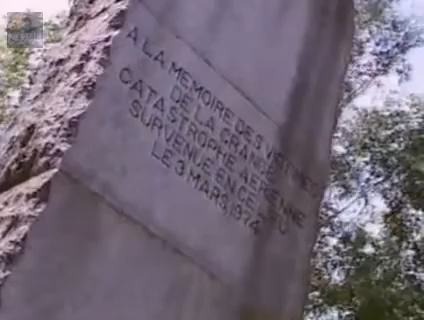 A LA MEMOIRE DES VICTIMES
DE LA GRANDE
CATASTROPHE AERIENNE
SURVENUE EN CE LIEU
LE 3 MARS 1974